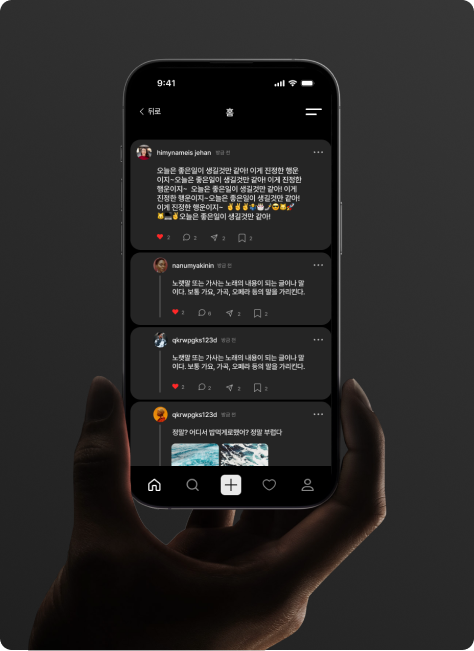 9:41
뒤로
홈
himynameis jehan 방금 전
오늘은 좋은일이 생길것만 같아! 이게 진정한 행운
이지~오늘은 좋은일이 생길것만 같아! 이게 진정한
행운이지~ 오늘은 좋은일이 생길것만 같아! 이게
진정한 행운이지~오늘은 좋은일이 생길것만 같아!
이게 진정한 행운이지~
오늘은 좋은일이 생길것만 같아!
2 2 2
nanumyakinin 방금 전
노랫말 또는 가사는 노래의 내용이 되는 글이나 말
이다. 보통 가요, 가곡, 오페라 등의 말을 가리킨다.
2 2
qkrwpgks123d 방금 전
노랫말 또는 가사는 노래의 내용이 되는 글이나 말
이다. 보통 가요, 가곡, 오페라 등의 말을 가리킨다.
2 2 2 2
qkrwpgks123d 방금 전
정말? 어디서 밤먹게로했어? 정말 부럽다